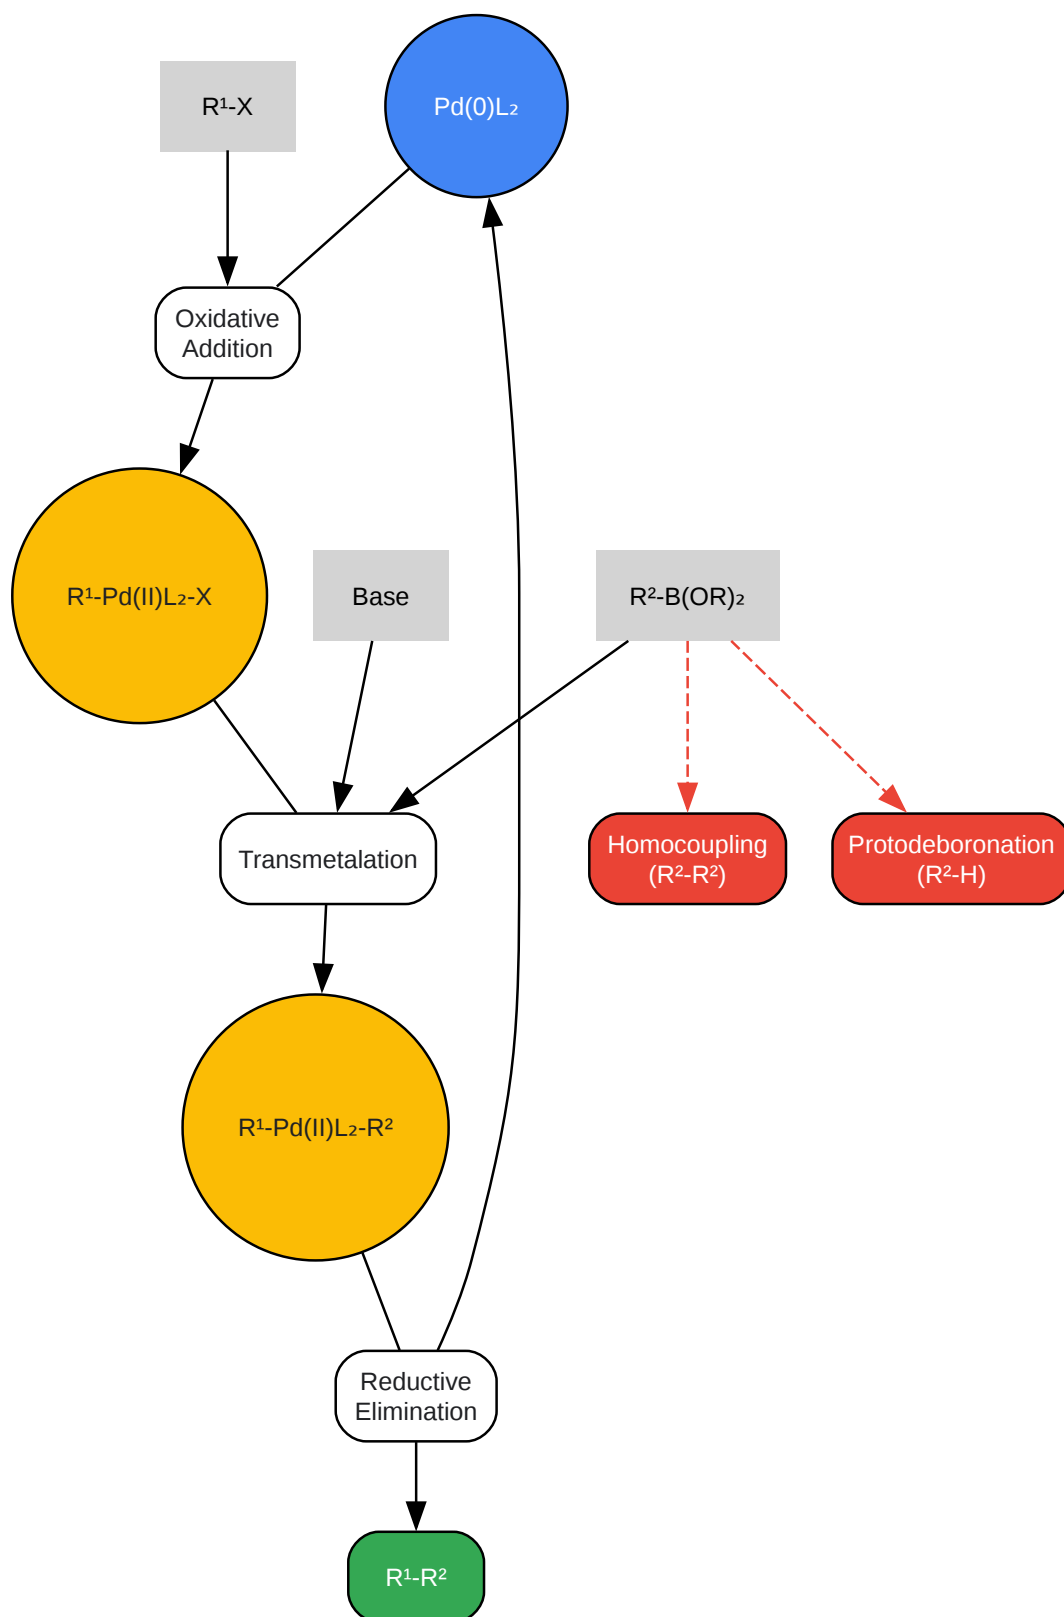 R¹-X
Pd(0)L₂
Oxidative
Addition
R¹-Pd(II)L₂-X
Base
R²-B(OR)₂
Transmetalation
Homocoupling
(R²-R²)
Protodeboronation
(R²-H)
R¹-Pd(II)L₂-R²
Reductive
Elimination
R¹-R²